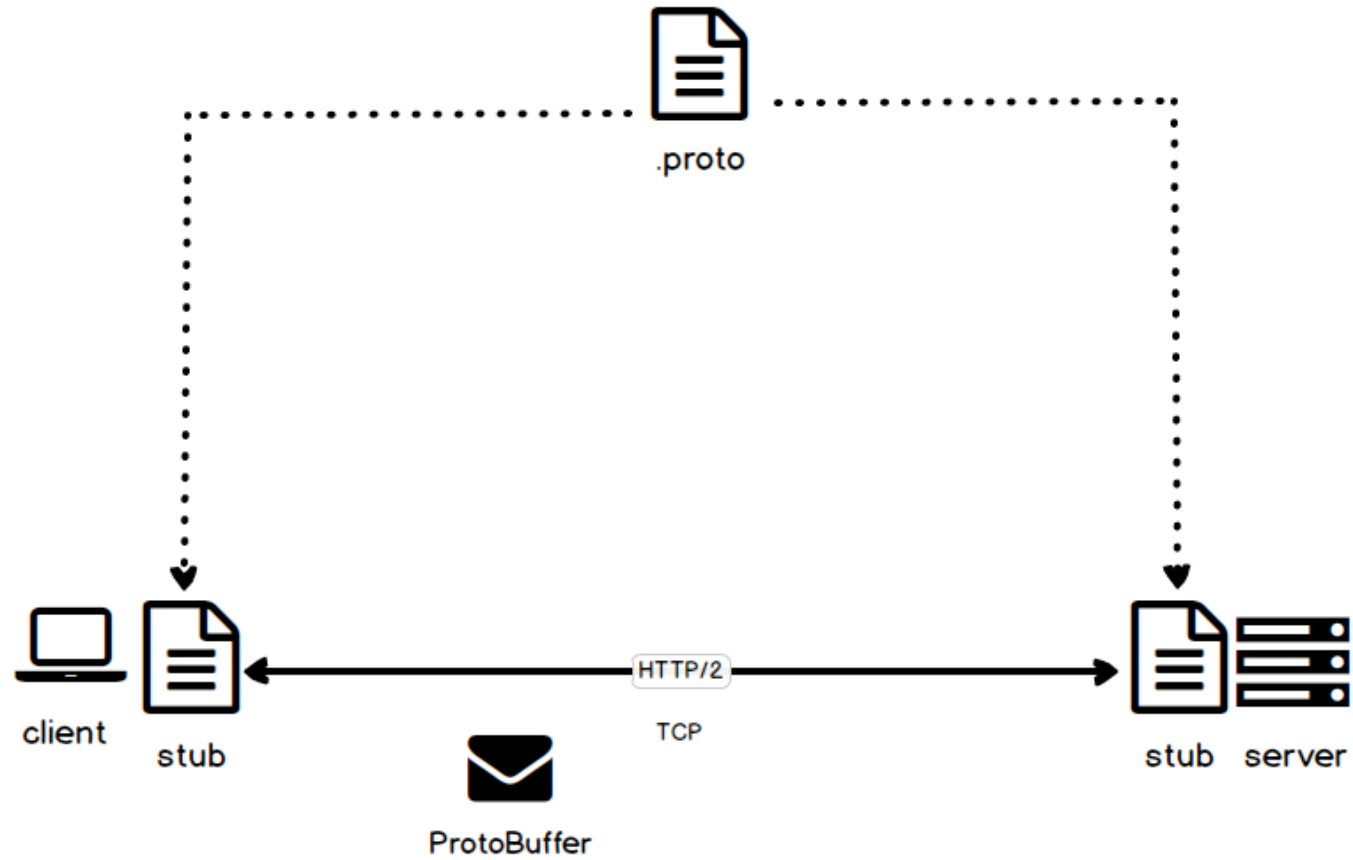 .proto
HTTP/2
TCP
client
stub
stub
server
ProtoBuffer